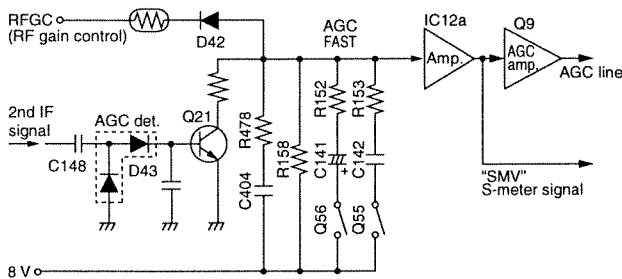 RFGC
(RF gain control)
D42
AGC
FAST
IC12a
Amp.
Q9
AGC
amp.
AGC line
2nd IF
signal
AGC det.
Q21
C148
D43
R478
C404
R158
R152
C141
+
Q56
R153
C142
Q55
"SMV"
S-meter signal
8 V